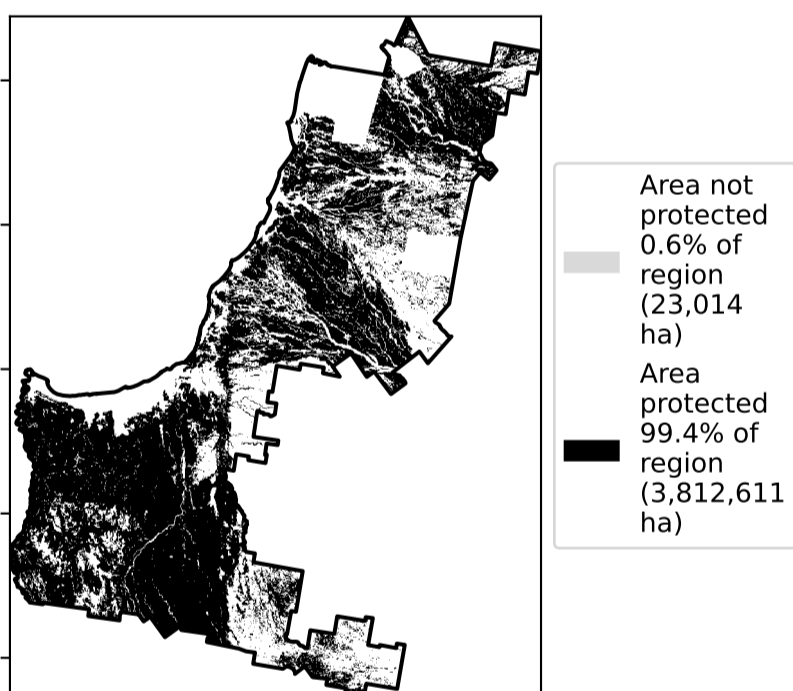 Area not
protected
0.6% of
region
(23,014
ha)
Area
protected
99.4% of
region
(3,812,611
ha)